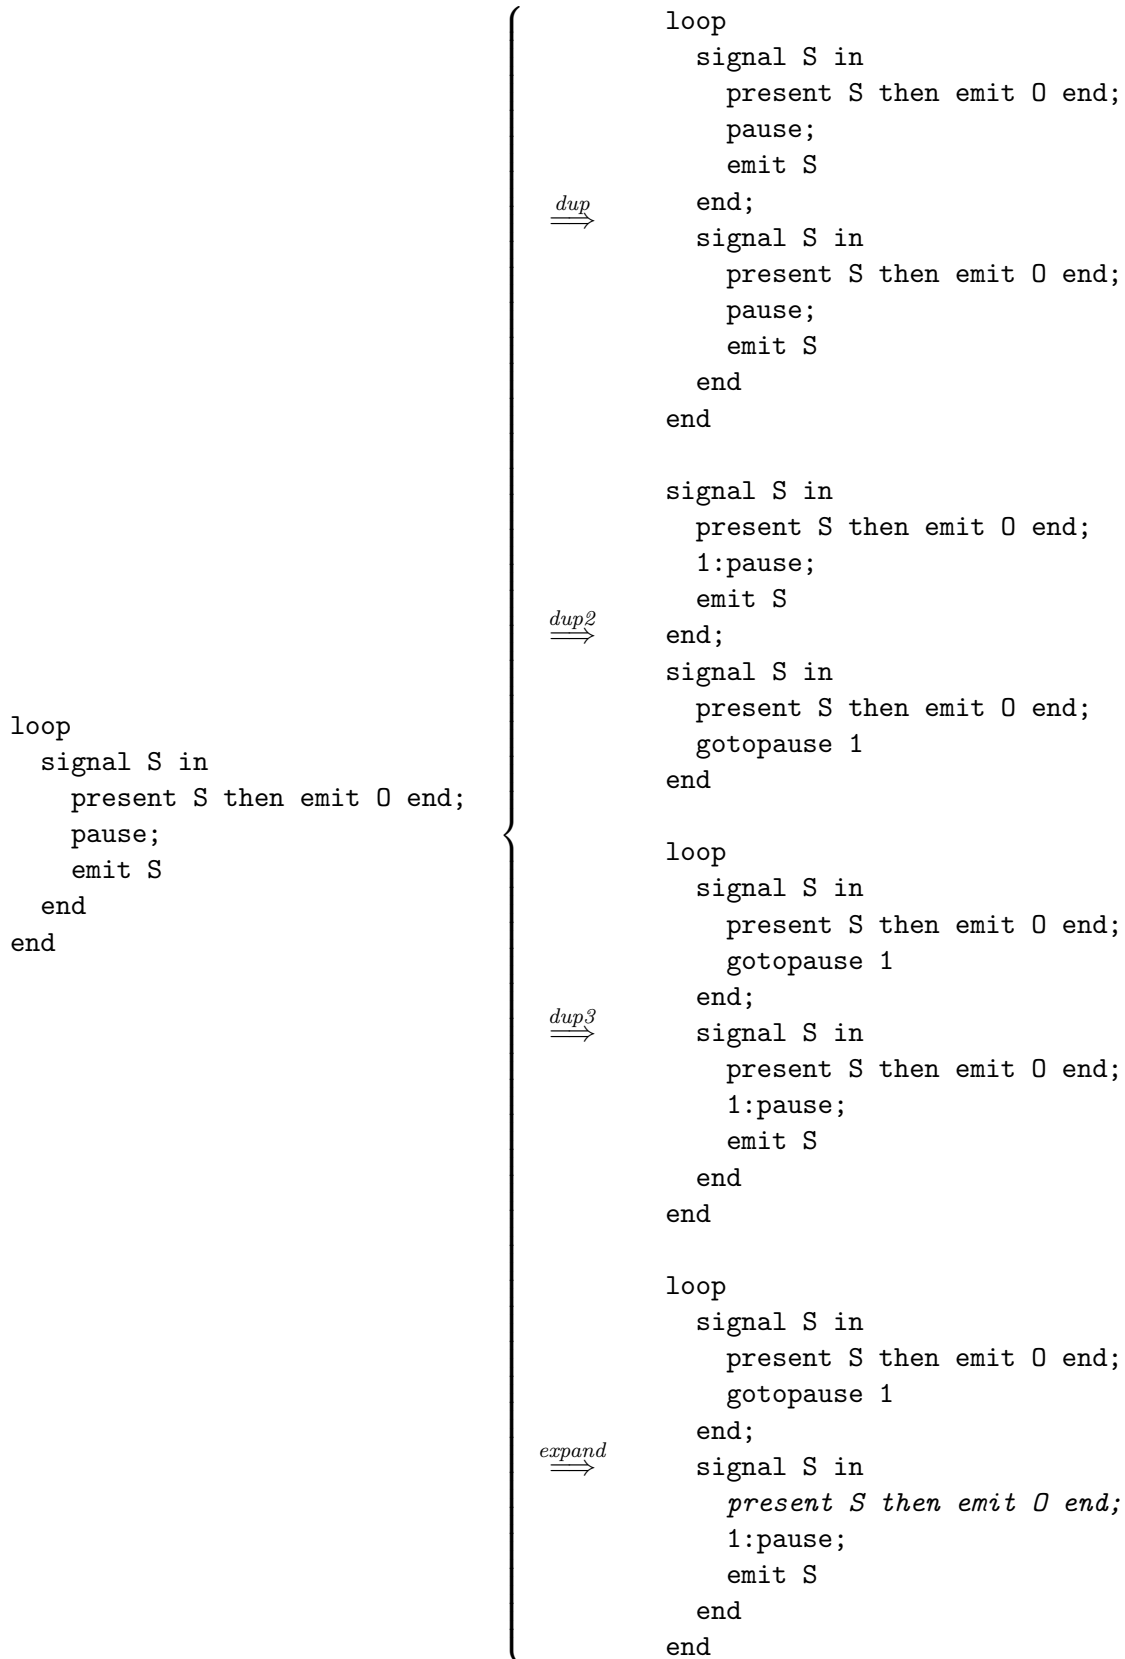 loop
  signal S in
    present S then emit O end;
    pause;
    emit S
  end
end
dup
⟹
loop
  signal S in
    present S then emit O end;
    pause;
    emit S
  end;
  signal S in
    present S then emit O end;
    pause;
    emit S
  end
end
dup2
⟹
signal S in
  present S then emit O end;
  1:pause;
  emit S
end;
signal S in
  present S then emit O end;
  gotopause 1
end
dup3
⟹
loop
  signal S in
    present S then emit O end;
    gotopause 1
  end;
  signal S in
    present S then emit O end;
    1:pause;
    emit S
  end
end
expand
⟹
loop
  signal S in
    present S then emit O end;
    gotopause 1
  end;
  signal S in
    present S then emit O end;
    1:pause;
    emit S
  end
end